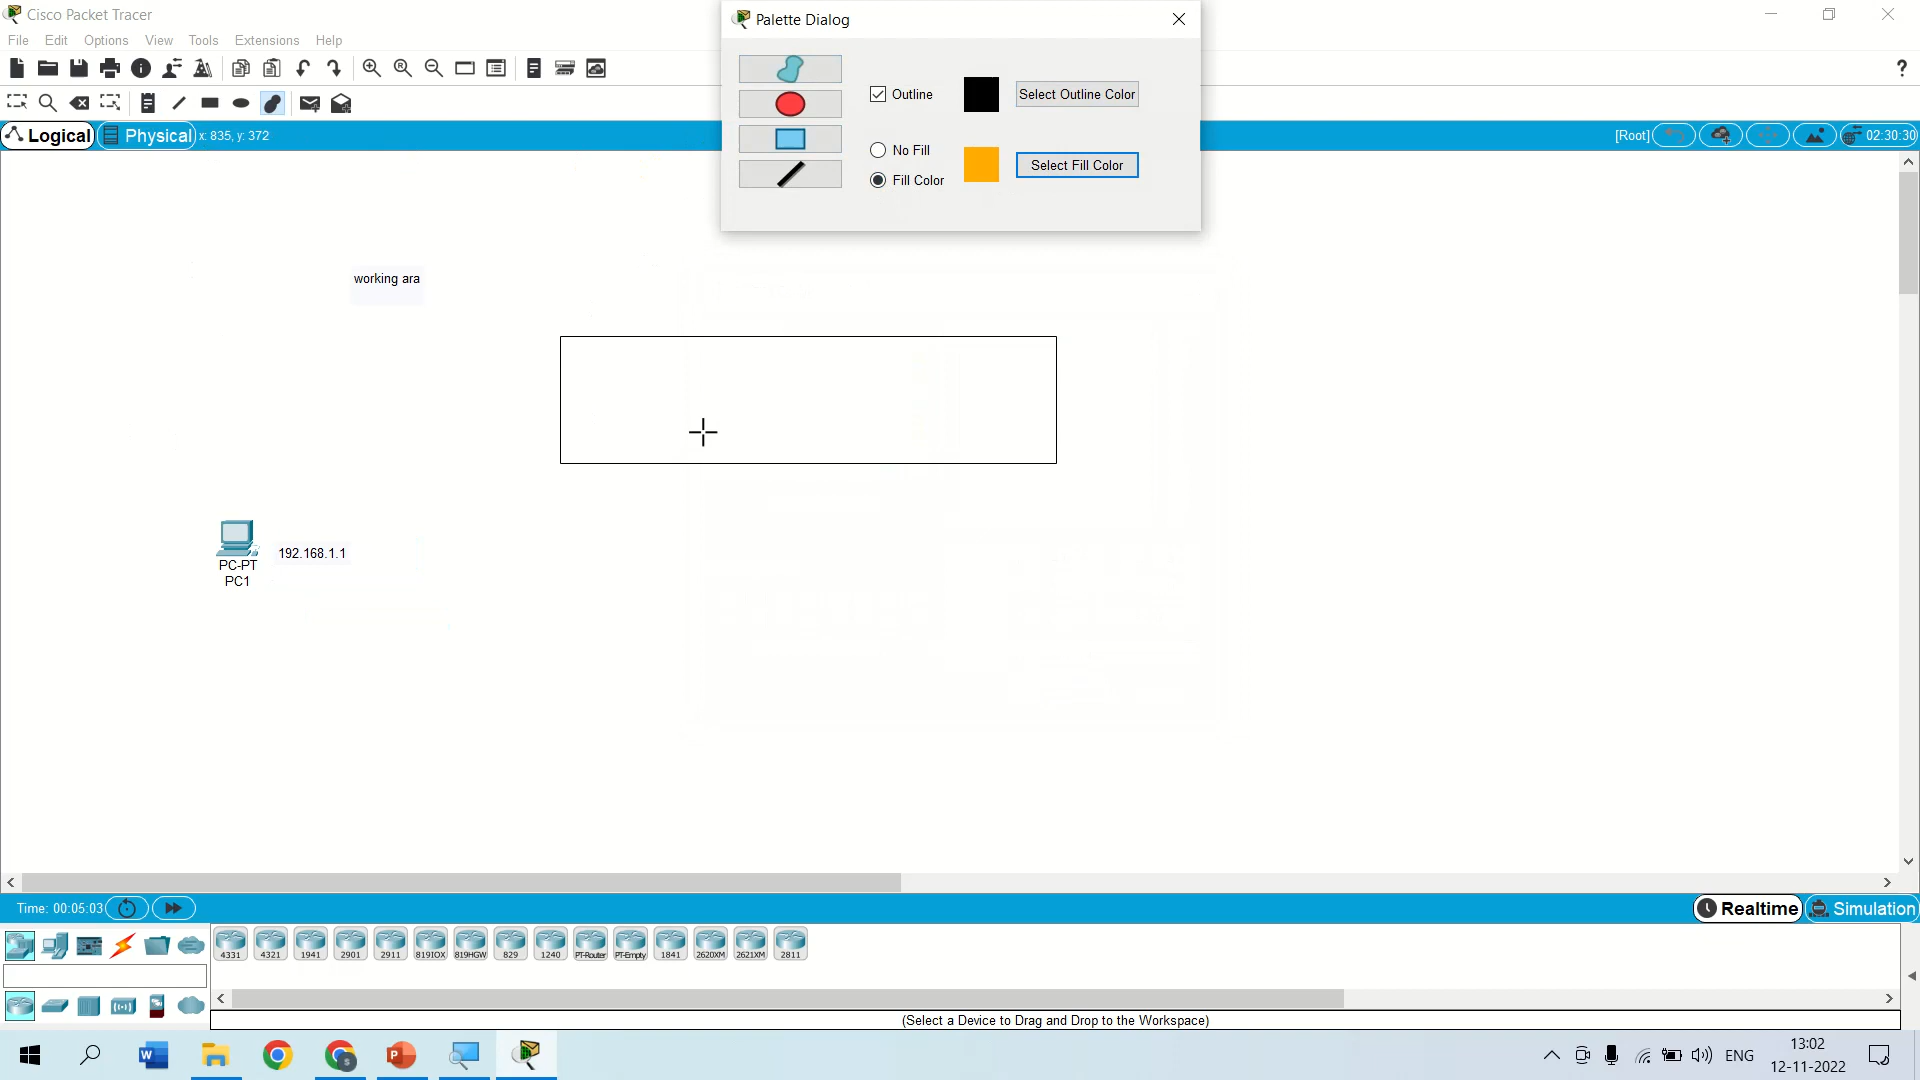 Cisco Packet Tracer
Palette Dialog
File Edit Options View Tools Extensions Help
Outline
Select Outline Color
No Fill
Fill Color
Select Fill Color
Logical Physical x: 835, y: 372
[Root] 02:30:30
working ara
192.168.1.1
PC-PT
PC1
Time: 00:05:03
Realtime Simulation
4331 4321 1941 2901 2911 819IOX 819HGW 829 1240 PT-Router PT-Empty 1841 2620XM 2621XM 2811
(Select a Device to Drag and Drop to the Workspace)
ENG
13:02
12-11-2022